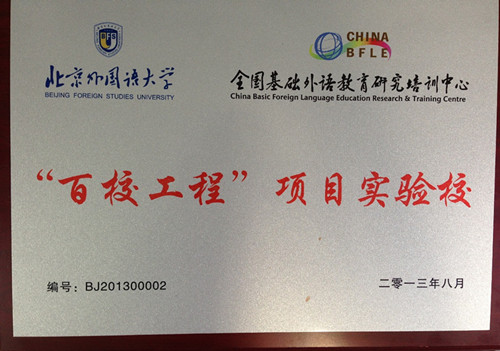 北京外国语大学
BEIJING FOREIGN STUDIES UNIVERSITY
CHINA
BFLE
全国基础外语教育研究培训中心
China Basic Foreign Language Education Research & Training Centre
“百校工程”项目实验校
编号：BJ201300002
二零一三年八月